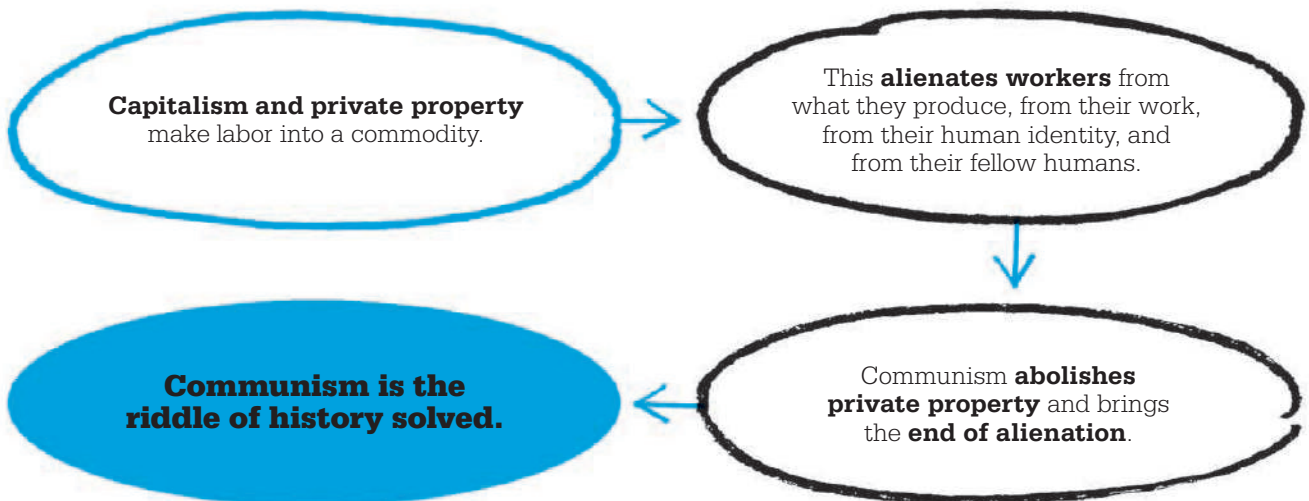 Capitalism and private property
make labor into a commodity.
This alienates workers from
what they produce, from their work,
from their human identity, and
from their fellow humans.
Communism abolishes
private property and brings
the end of alienation.
Communism is the
riddle of history solved.